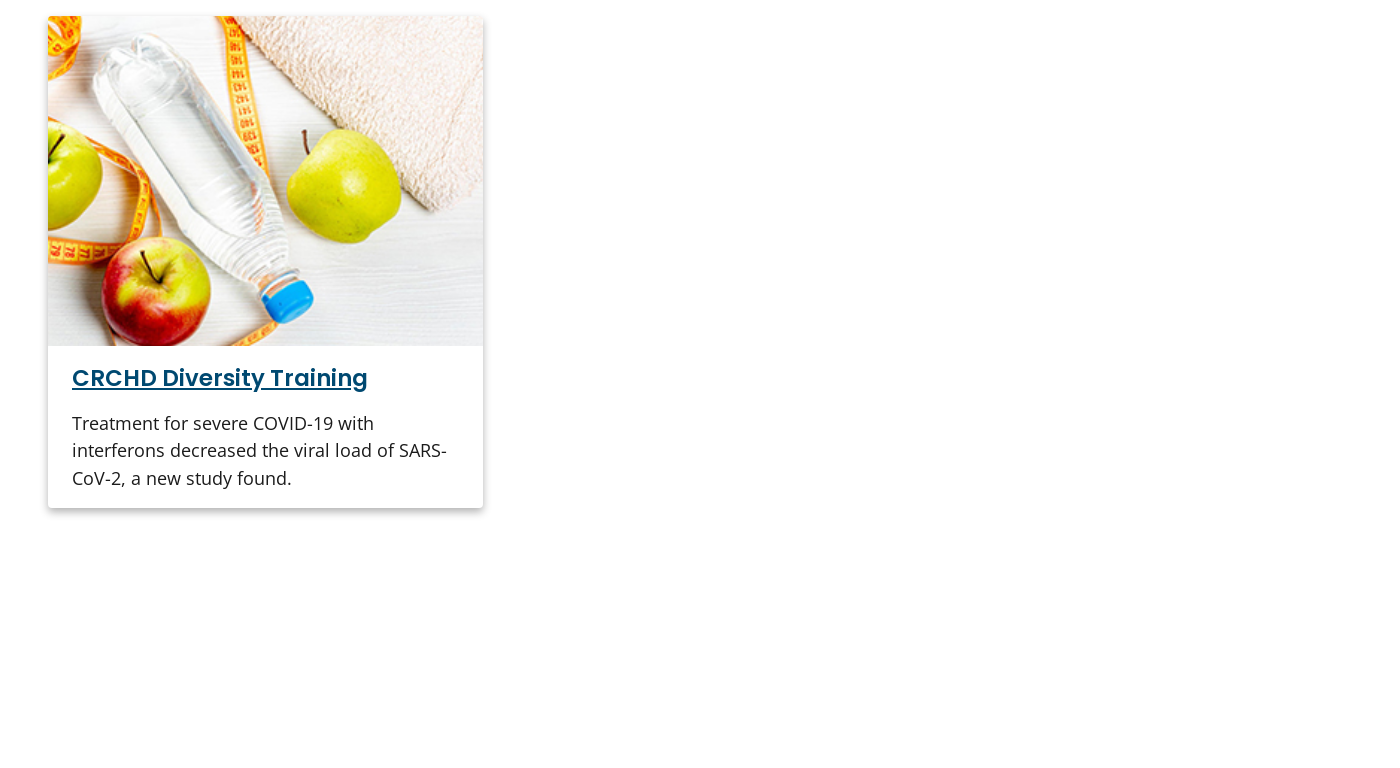 CRCHD Diversity Training
Treatment for severe COVID-19 with
interferons decreased the viral load of SARS-
CoV-2, a new study found.